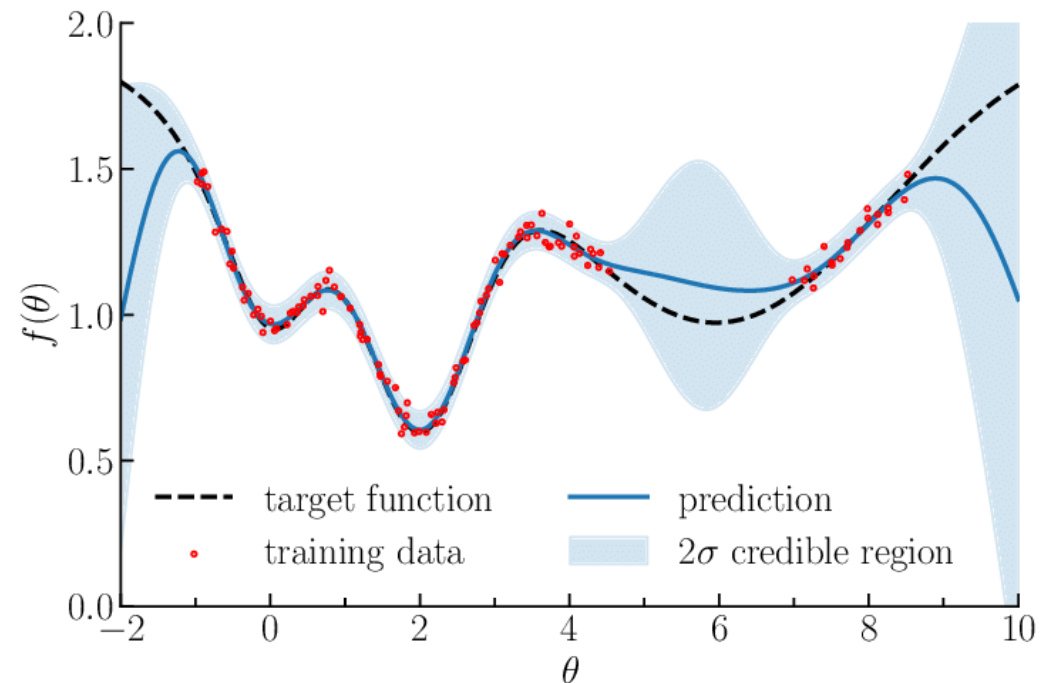 2.0
1.5
1.0
0.5
0.0
f(θ)
target function
prediction
training data
2σ credible region
−2 0 2 4 6 8 10
θ